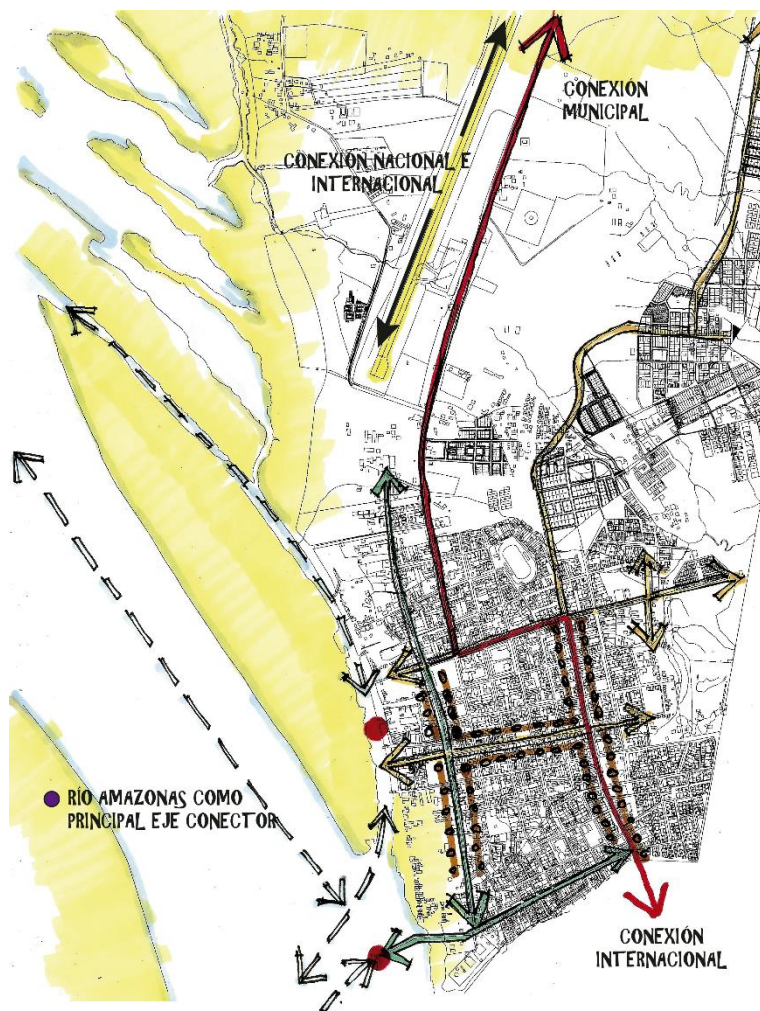 CONEXIÓN
MUNICIPAL
CONEXIÓN NACIONAL E
INTERNACIONAL
RÍO AMAZONAS COMO
PRINCIPAL EJE CONECTOR
CONEXIÓN
INTERNACIONAL